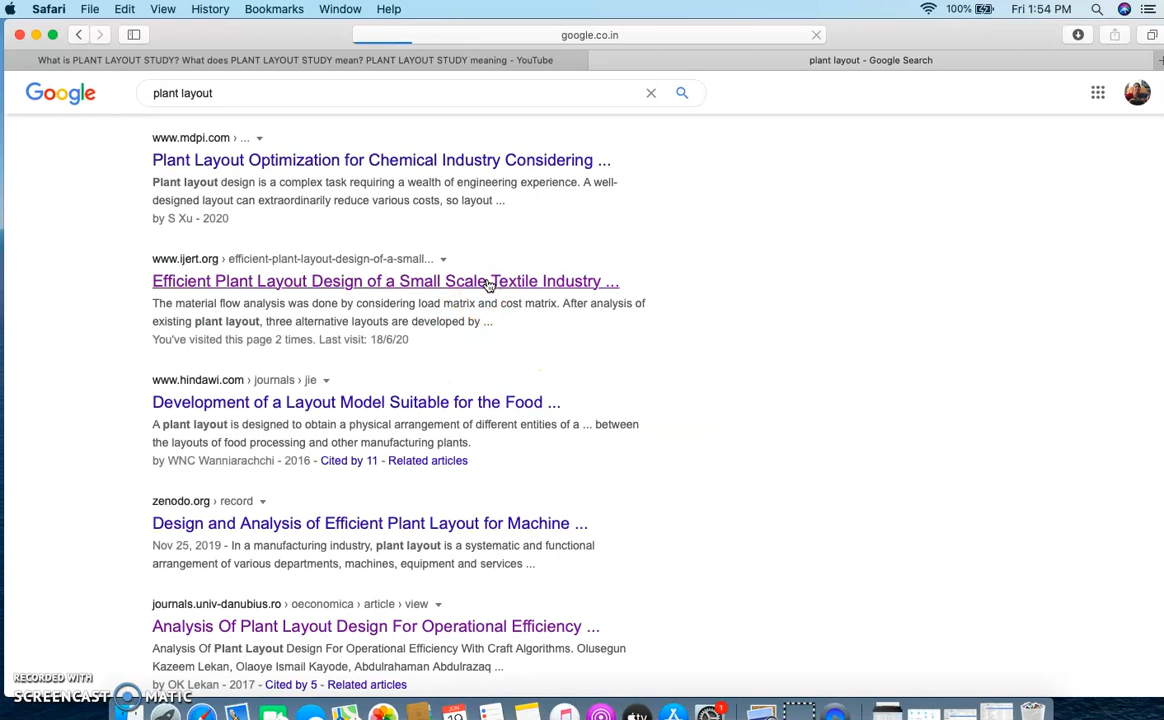 Safari File Edit View History Bookmarks Window Help 100% Fri 1:54 PM
google.co.in
What is PLANT LAYOUT STUDY? What does PLANT LAYOUT STUDY mean? PLANT LAYOUT STUDY meaning - YouTube
plant layout - Google Search
Google
plant layout
www.mdpi.com › ...
Plant Layout Optimization for Chemical Industry Considering ...
Plant layout design is a complex task requiring a wealth of engineering experience. A well-
designed layout can extraordinarily reduce various costs, so layout ...
by S Xu - 2020
www.ijert.org › efficient-plant-layout-design-of-a-small...
Efficient Plant Layout Design of a Small Scale Textile Industry ...
The material flow analysis was done by considering load matrix and cost matrix. After analysis of
existing plant layout, three alternative layouts are developed by ...
You've visited this page 2 times. Last visit: 18/6/20
www.hindawi.com › journals › jie
Development of a Layout Model Suitable for the Food ...
A plant layout is designed to obtain a physical arrangement of different entities of a ... between
the layouts of food processing and other manufacturing plants.
by WNC Wanniarachchi - 2016 - Cited by 11 - Related articles
zenodo.org › record
Design and Analysis of Efficient Plant Layout for Machine ...
Nov 25, 2019 - In a manufacturing industry, plant layout is a systematic and functional
arrangement of various departments, machines, equipment and services ...
journals.univ-danubius.ro › oeconomica › article › view
Analysis Of Plant Layout Design For Operational Efficiency ...
Analysis Of Plant Layout Design For Operational Efficiency With Craft Algorithms. Olusegun
Kazeem Lekan, Olaoye Ismail Kayode, Abdulrahaman Abdulrazaq ...
by OK Lekan - 2017 - Cited by 5 - Related articles
RECORDED WITH
SCREENCAST MATIC
19
tv
1